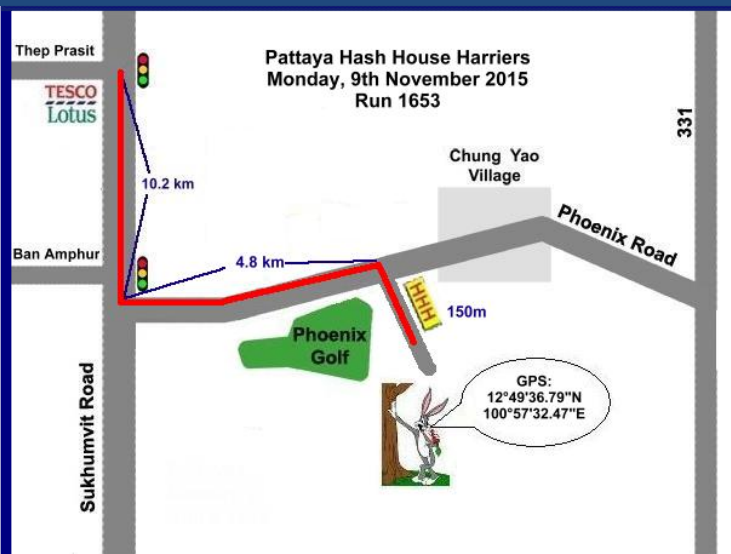 Thep Prasit
TESCO
Lotus
Pattaya Hash House Harriers
Monday, 9th November 2015
Run 1653
331
Chung Yao
Village
10.2 km
Phoenix Road
Ban Amphur
4.8 km
HHH
150m
Phoenix
Golf
GPS:
12°49'36.79"N
100°57'32.47"E
Sukhumvit Road